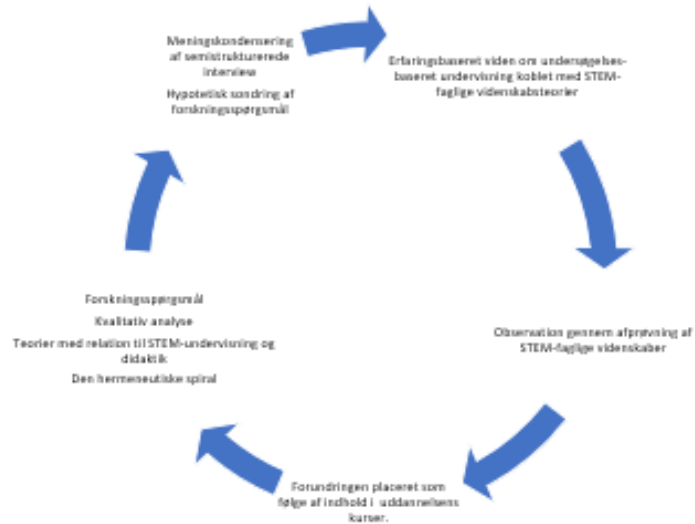 Meningskondensering
af semistrukturerede
interview
Hypotetisk sondring af
forskningsspørgsmål
Erfaringsbaseret viden om undersøgelses-
baseret undervisning koblet med STEM-
faglige videnskabsteorier
Observation gennem afprøvning af
STEM-faglige videnskaber
Forundringen placeret som
følge af indhold i uddannelsens
kurser.
Forskningsspørgsmål
Kvalitativ analyse
Teorier med relation til STEM-undervisning og
didaktik
Den hermeneutiske spiral